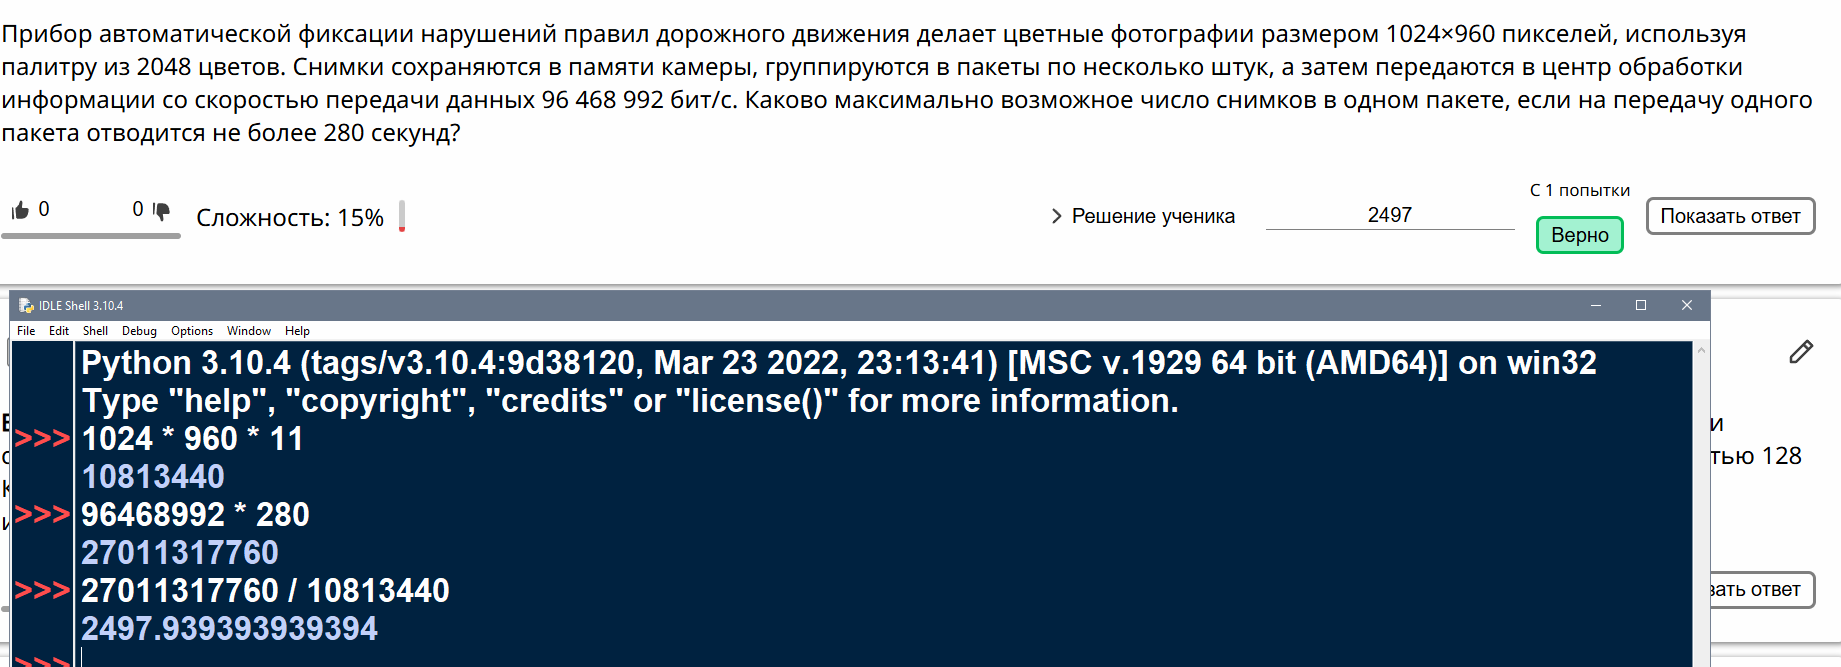 Прибор автоматической фиксации нарушений правил дорожного движения делает цветные фотографии размером 1024×960 пикселей, используя
палитру из 2048 цветов. Снимки сохраняются в памяти камеры, группируются в пакеты по несколько штук, а затем передаются в центр обработки
информации со скоростью передачи данных 96 468 992 бит/с. Каково максимально возможное число снимков в одном пакете, если на передачу одного
пакета отводится не более 280 секунд?
С 1 попытки
0 0 Сложность: 15% Решение ученика 2497 Верно Показать ответ
IDLE Shell 3.10.4
File Edit Shell Debug Options Window Help
Python 3.10.4 (tags/v3.10.4:9d38120, Mar 23 2022, 23:13:41) [MSC v.1929 64 bit (AMD64)] on win32
Type "help", "copyright", "credits" or "license()" for more information.
>>> 1024 * 960 * 11
10813440
>>> 96468992 * 280
27011317760
>>> 27011317760 / 10813440
2497.939393939394
>>>
и
тью 128
ать ответ